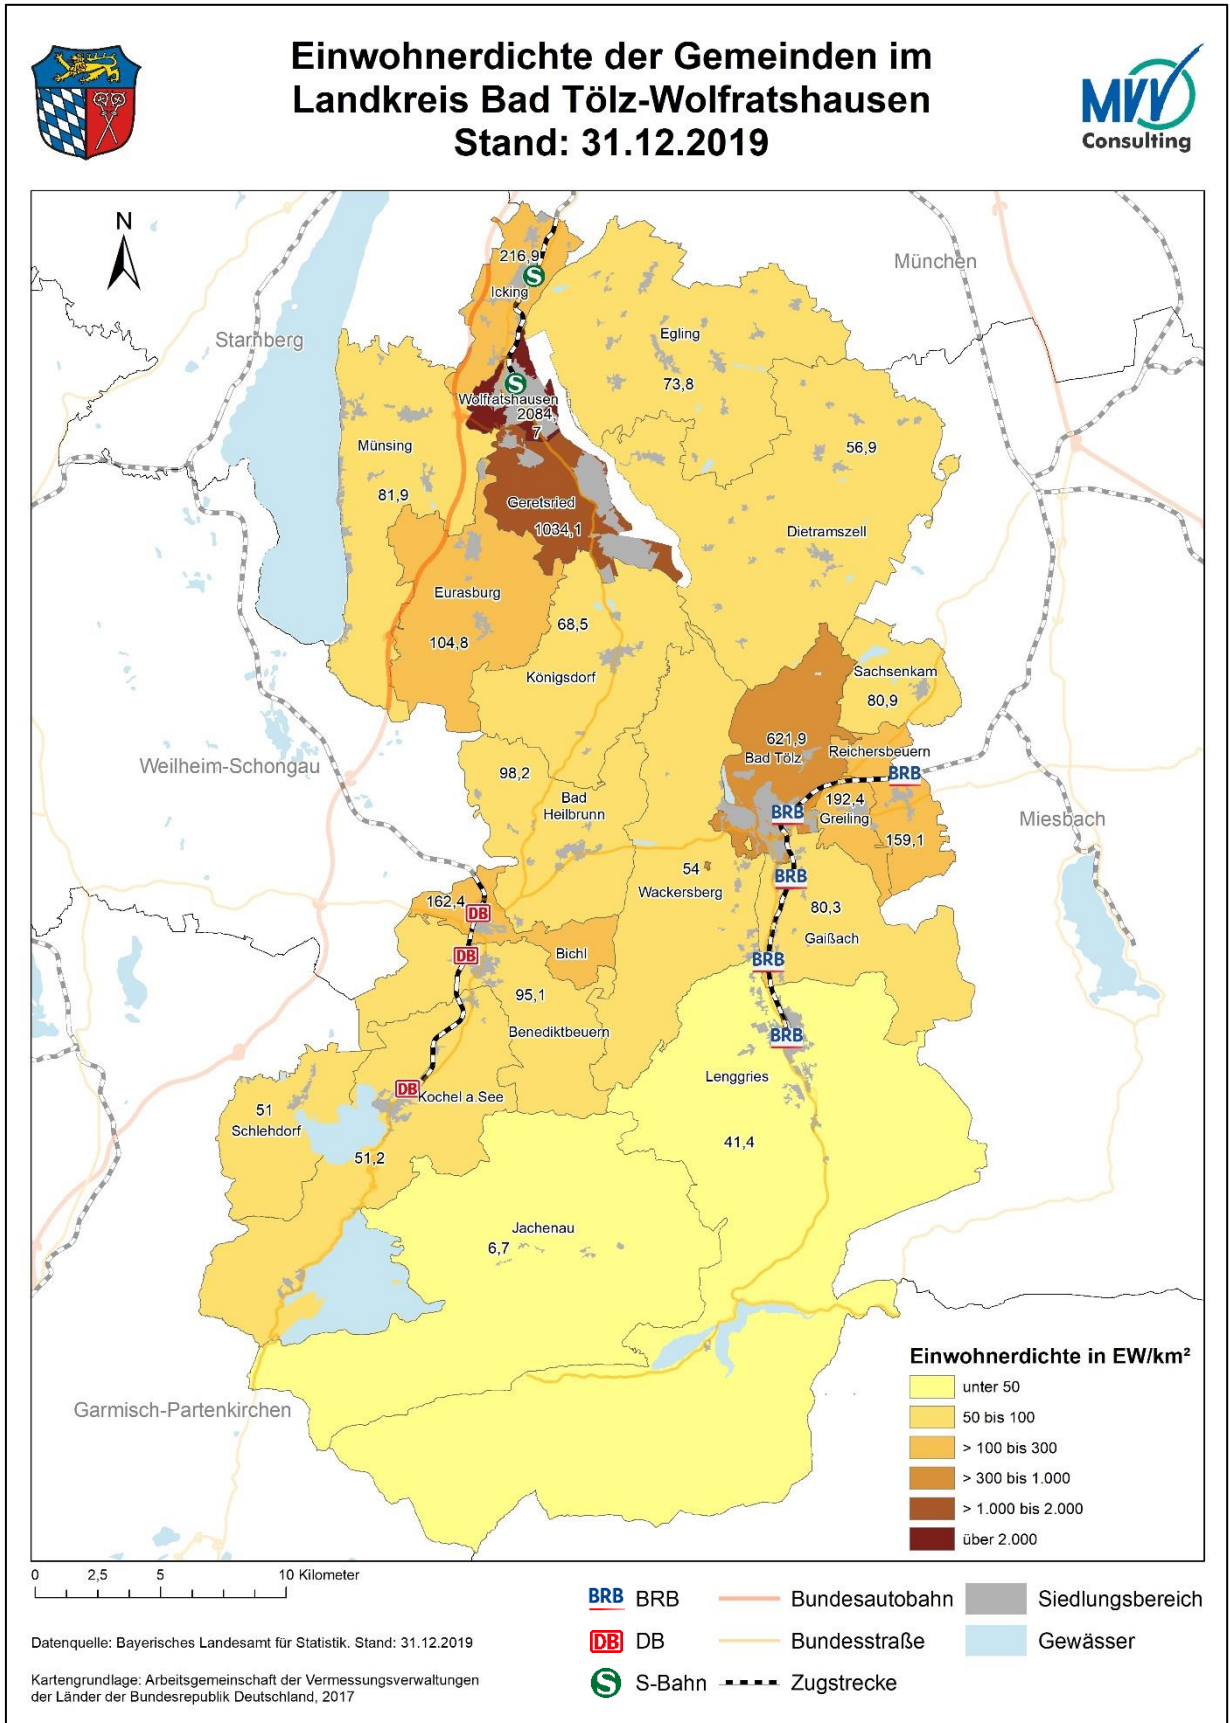 Einwohnerdichte der Gemeinden im
Landkreis Bad Tölz-Wolfratshausen
Stand: 31.12.2019
MVV
Consulting
N
München
Starnberg
216,9
S
Icking
Egling
73,8
S
Wolfratshausen
2084,
7
Münsing
81,9
56,9
Geretsried
1034,1
Dietramszell
Eurasburg
104,8
68,5
Königsdorf
Sachsenkam
80,9
621,9
Bad Tölz
Reichersbeuern
BRB
Weilheim-Schongau
98,2
Bad
Heilbrunn
192,4
Greiling
BRB
159,1
Miesbach
54
Wackersberg
BRB
80,3
Gaißach
162,4
DB
DB
Bichl
BRB
95,1
Benediktbeuern
BRB
Lenggries
41,4
DB
Kochel a.See
51
Schlehdorf
51,2
Jachenau
6,7
Garmisch-Partenkirchen
Einwohnerdichte in EW/km²
unter 50
50 bis 100
> 100 bis 300
> 300 bis 1.000
> 1.000 bis 2.000
über 2.000
0 2,5 5 10 Kilometer
BRB BRB Bundesautobahn Siedlungsbereich
DB DB Bundesstraße Gewässer
S S-Bahn Zugstrecke
Datenquelle: Bayerisches Landesamt für Statistik. Stand: 31.12.2019
Kartengrundlage: Arbeitsgemeinschaft der Vermessungsverwaltungen
der Länder der Bundesrepublik Deutschland, 2017